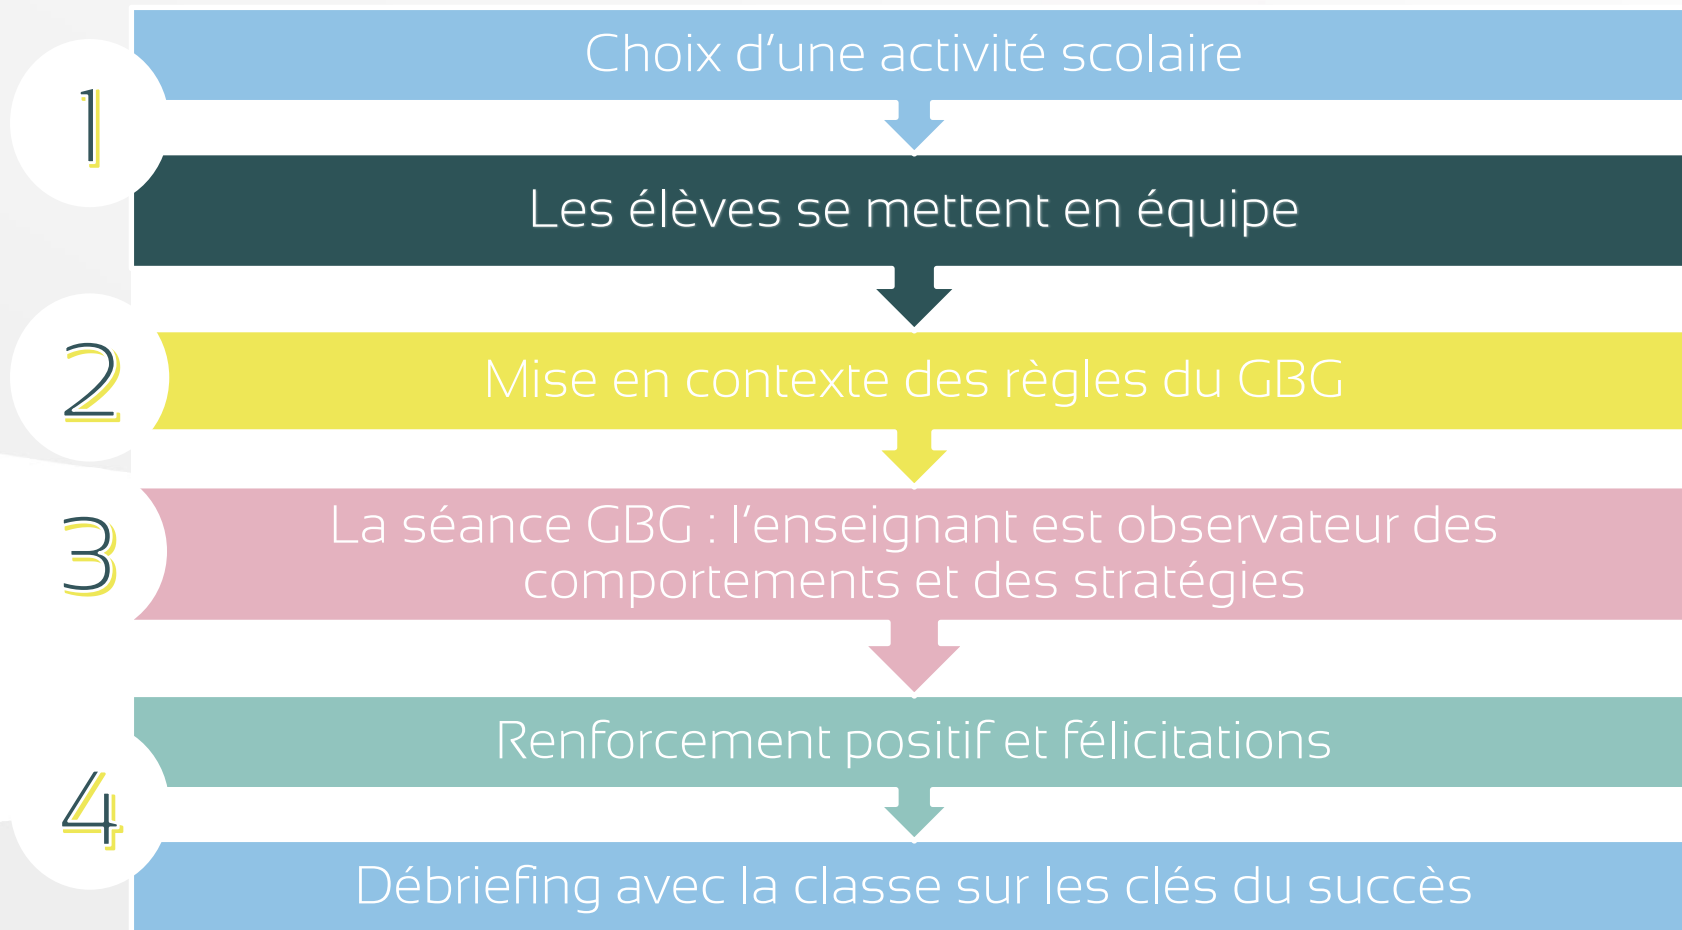 1
Choix d’une activité scolaire
Les élèves se mettent en équipe
2
Mise en contexte des règles du GBG
3
La séance GBG : l’enseignant est observateur des
comportements et des stratégies
4
Renforcement positif et félicitations
Débriefing avec la classe sur les clés du succès